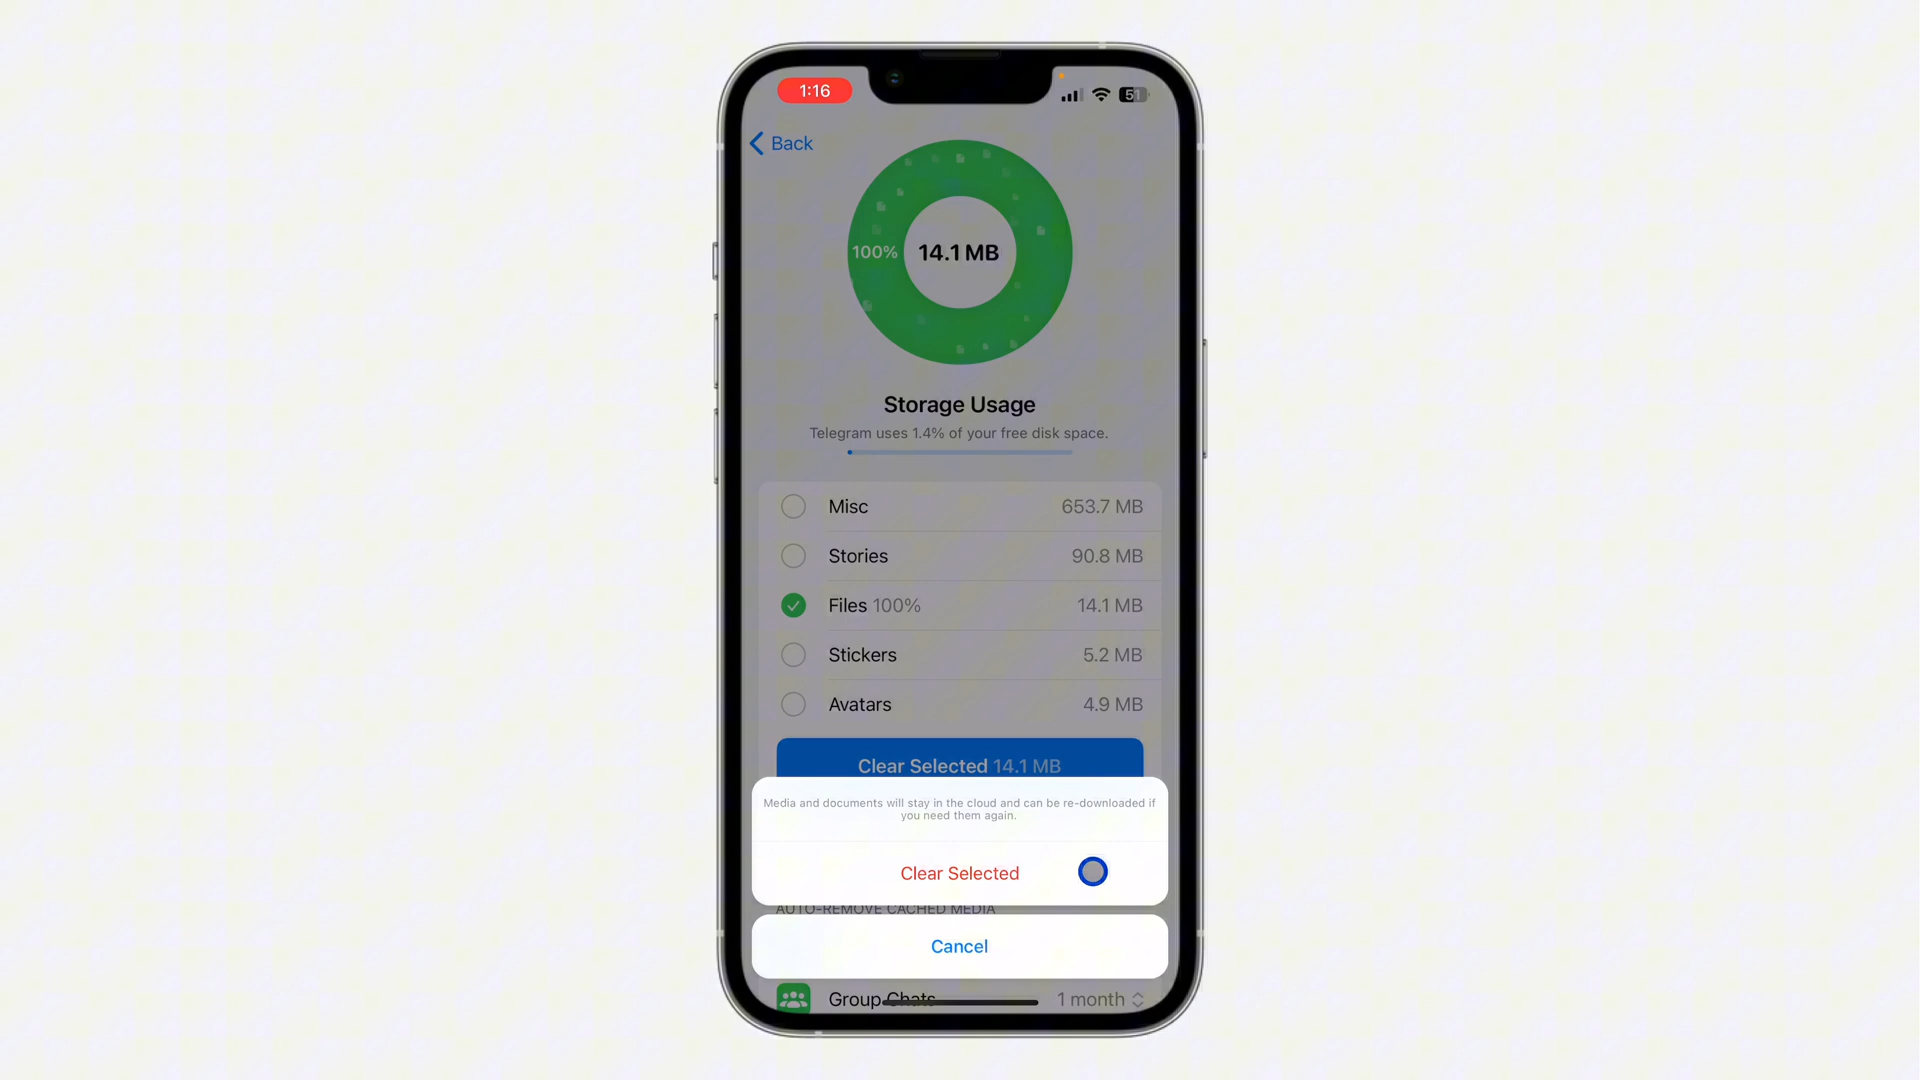 1:16
51
Back
100%
14.1 MB
Storage Usage
Telegram uses 1.4% of your free disk space.
Misc 653.7 MB
Stories 90.8 MB
Files 100% 14.1 MB
Stickers 5.2 MB
Avatars 4.9 MB
Clear Selected 14.1 MB
Media and documents will stay in the cloud and can be re-downloaded if
you need them again.
Clear Selected
AUTO-REMOVE CACHED MEDIA
Cancel
Group Chats 1 month